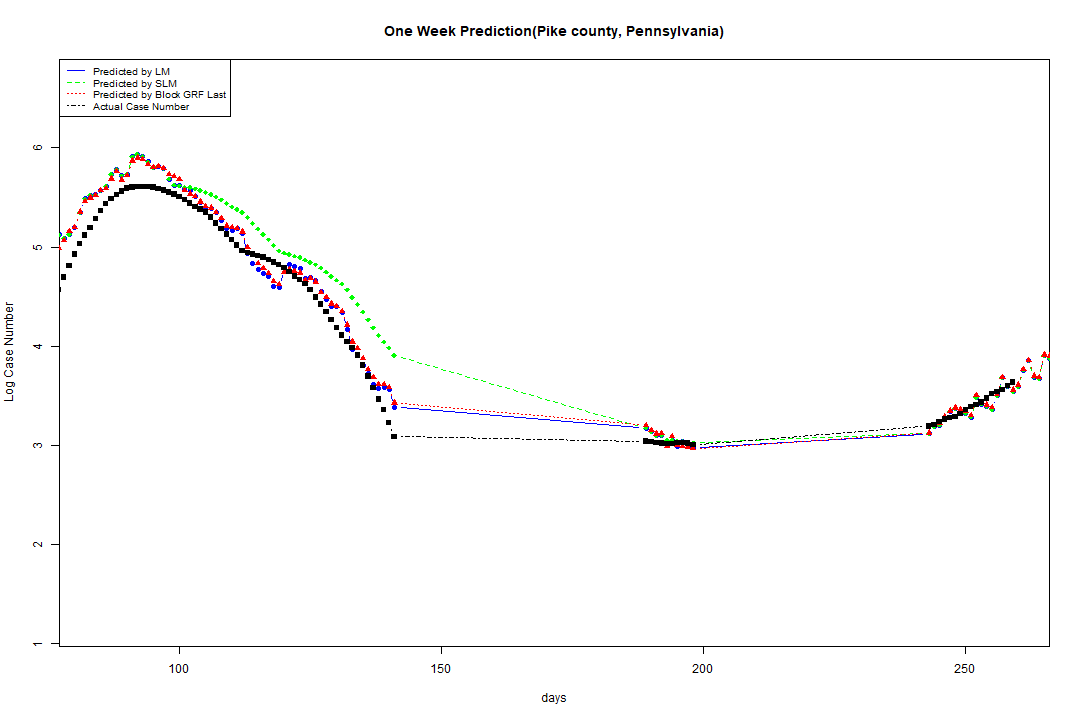 One Week Prediction(Pike county, Pennsylvania)
Predicted by LM
Predicted by SLM
Predicted by Block GRF Last
Actual Case Number
Log Case Number
6
5
4
3
2
1
100
150
200
250
days